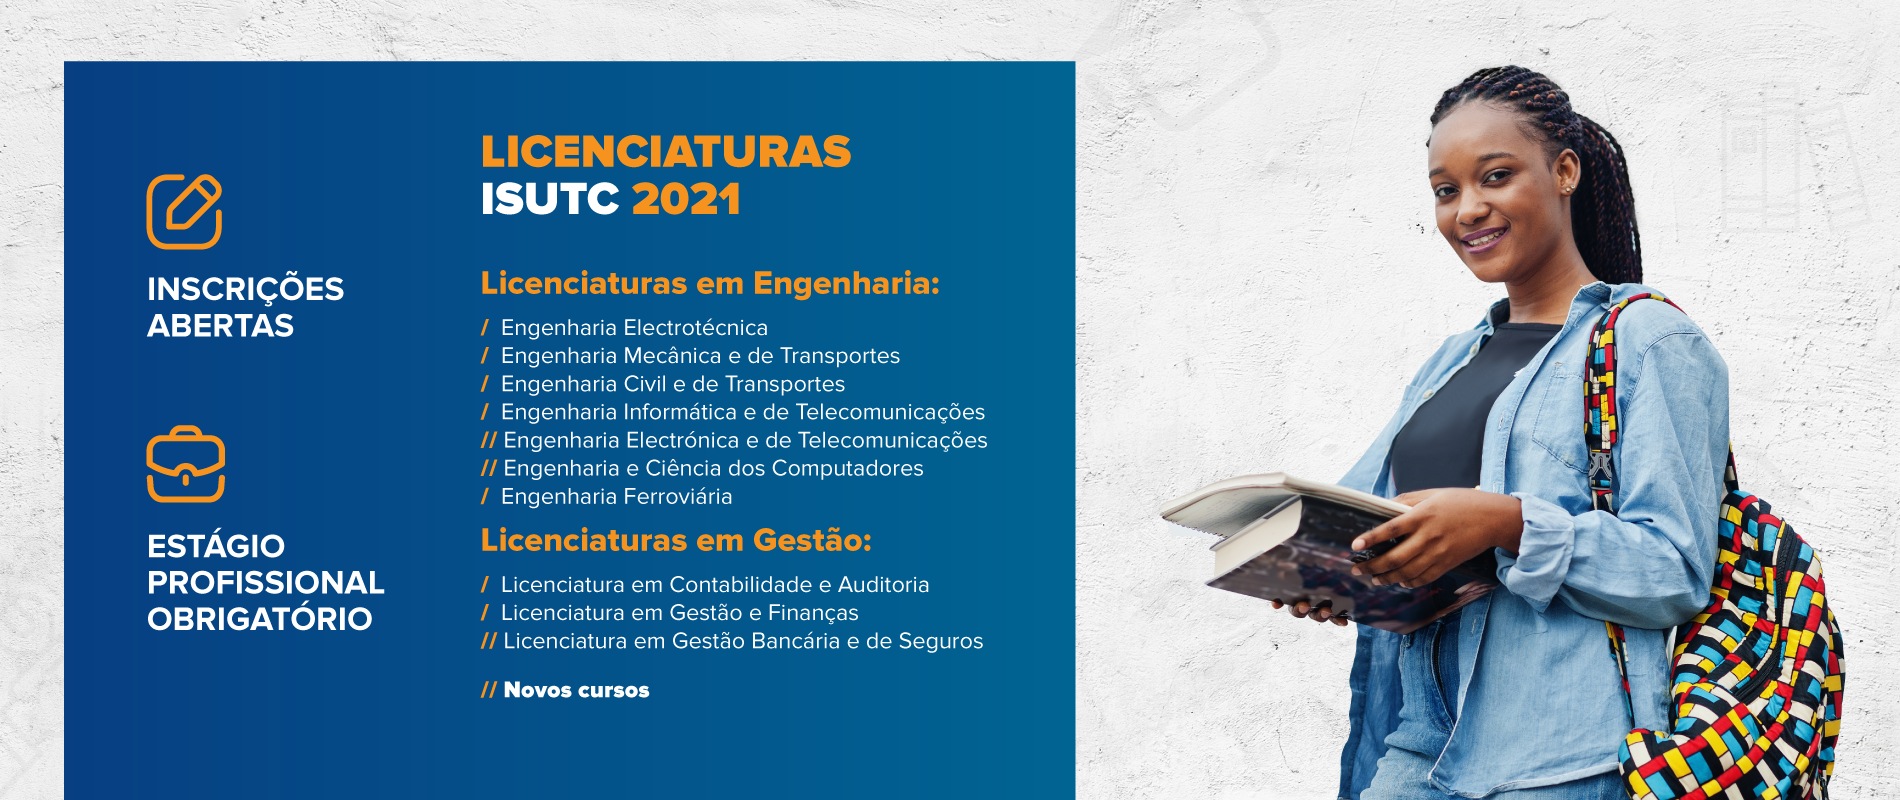 INSCRIÇÕES
ABERTAS
ESTÁGIO
PROFISSIONAL
OBRIGATÓRIO
LICENCIATURAS
ISUTC 2021
Licenciaturas em Engenharia:
/ Engenharia Electrotécnica
/ Engenharia Mecânica e de Transportes
/ Engenharia Civil e de Transportes
/ Engenharia Informática e de Telecomunicações
// Engenharia Electrónica e de Telecomunicações
// Engenharia e Ciência dos Computadores
/ Engenharia Ferroviária
Licenciaturas em Gestão:
/ Licenciatura em Contabilidade e Auditoria
/ Licenciatura em Gestão e Finanças
// Licenciatura em Gestão Bancária e de Seguros
// Novos cursos